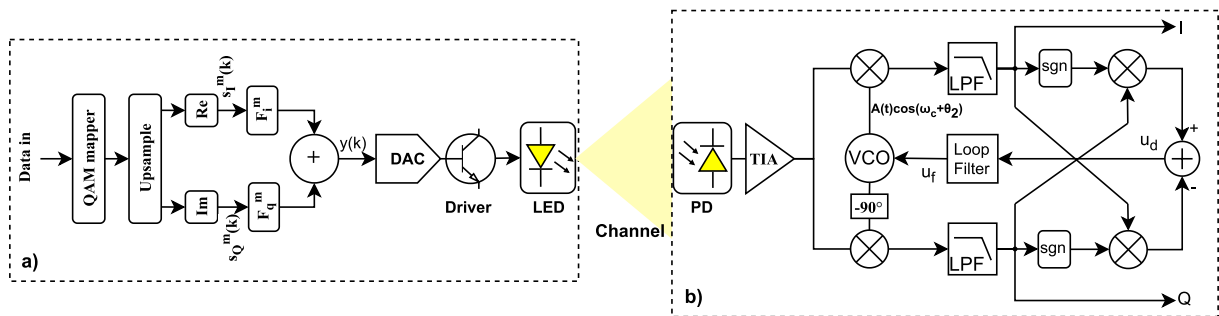 Data in
QAM mapper
Upsample
Re
Im
s_I^m(k)
s_Q^m(k)
F_i^m
F_q^m
+
y(k)
DAC
Driver
LED
a)
Channel
PD
TIA
A(t)cos(ω_c+θ_2)
VCO
-90°
LPF
LPF
u_f
Loop
Filter
sgn
sgn
u_d
+
-
I
Q
b)